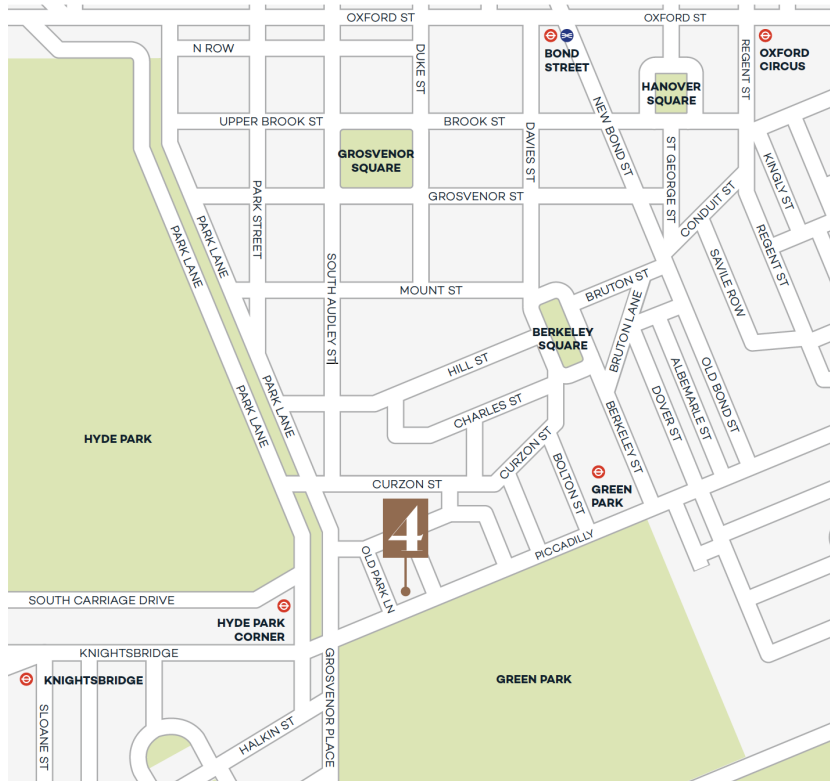 OXFORD ST
OXFORD ST
N ROW
DUKE ST
BOND
STREET
REGENT ST
OXFORD
CIRCUS
HANOVER
SQUARE
NEW BOND ST
UPPER BROOK ST
BROOK ST
DAVIES ST
ST GEORGE ST
KINGLY ST
GROSVENOR
SQUARE
PARK STREET
GROSVENOR ST
CONDUIT ST
PARK LANE
PARK LANE
REGENT ST
SAVILE ROW
SOUTH AUDLEY ST
MOUNT ST
BRUTON ST
BRUTON LANE
BERKELEY
SQUARE
HILL ST
OLD BOND ST
ALBEMARLE ST
DOVER ST
PARK LANE
PARK LANE
CHARLES ST
BERKELEY ST
HYDE PARK
CURZON ST
BOLTON ST
CURZON ST
GREEN
PARK
4
PICCADILLY
OLD PARK LN
SOUTH CARRIAGE DRIVE
HYDE PARK
CORNER
KNIGHTSBRIDGE
KNIGHTSBRIDGE
GREEN PARK
SLOANE ST
HALKIN ST
GROSVENOR PLACE